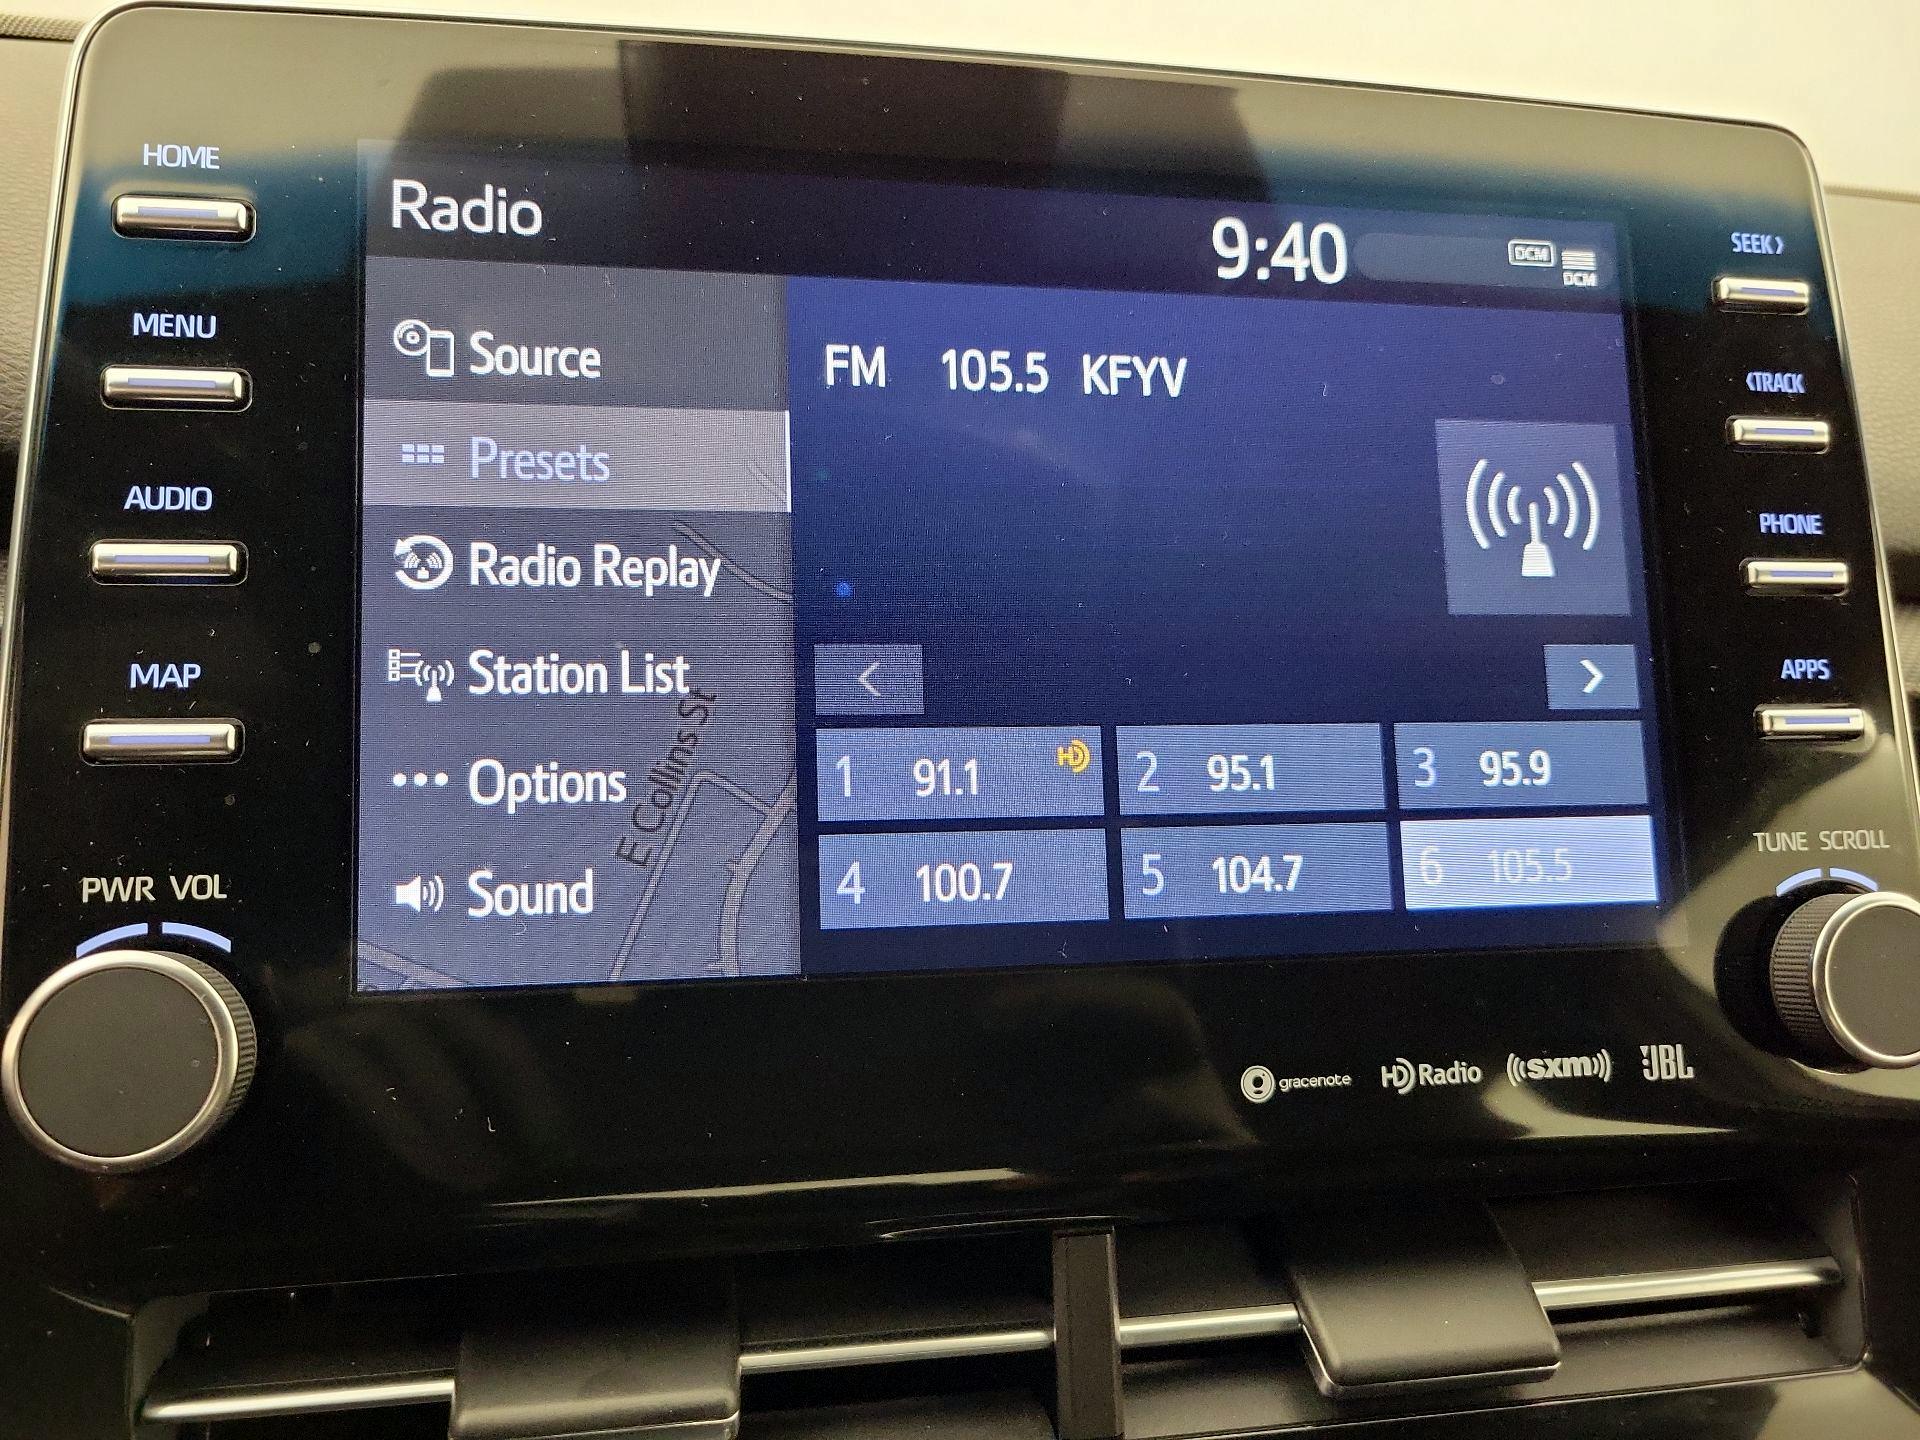 HOME
MENU
AUDIO
MAP
PWR VOL
Radio
9:40
DCM
DCM
Source
Presets
Radio Replay
Station List
Options
Sound
E Collins St
FM 105.5 KFYV
<
>
1 91.1 HD
2 95.1
3 95.9
4 100.7
5 104.7
6 105.5
SEEK>
<TRACK
PHONE
APPS
TUNE SCROLL
gracenote
HD Radio
((sxm))
JBL